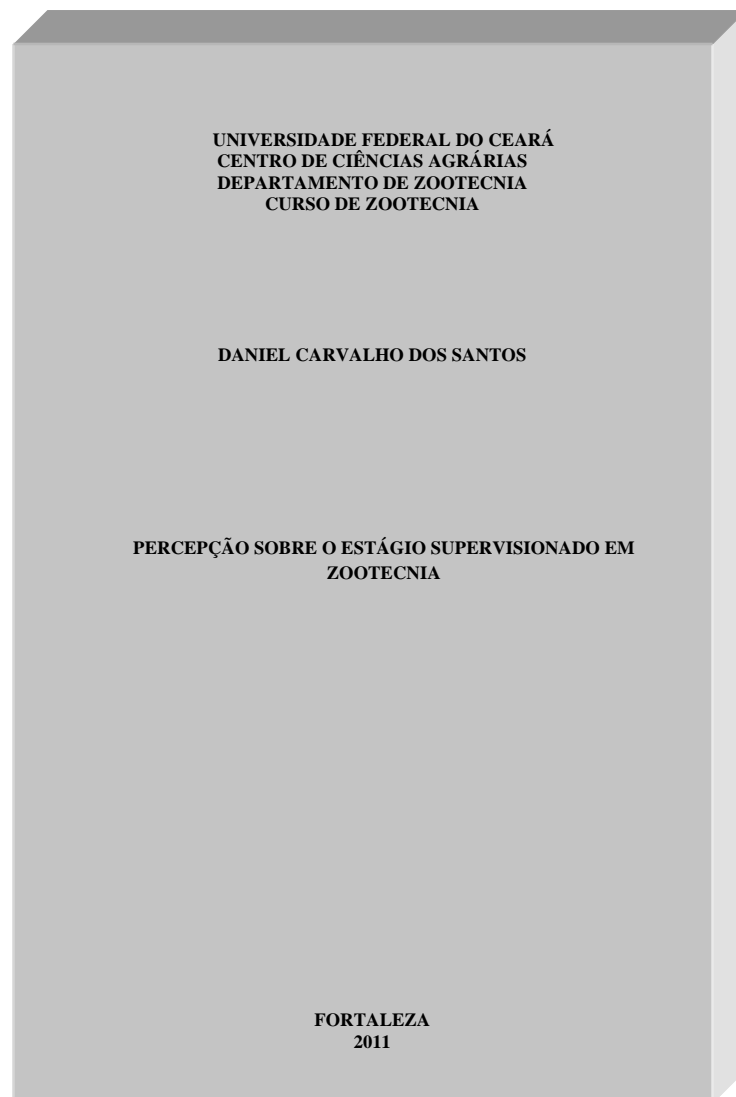 UNIVERSIDADE FEDERAL DO CEARÁ
CENTRO DE CIÊNCIAS AGRÁRIAS
DEPARTAMENTO DE ZOOTECNIA
CURSO DE ZOOTECNIA
DANIEL CARVALHO DOS SANTOS
PERCEPÇÃO SOBRE O ESTÁGIO SUPERVISIONADO EM
ZOOTECNIA
FORTALEZA
2011